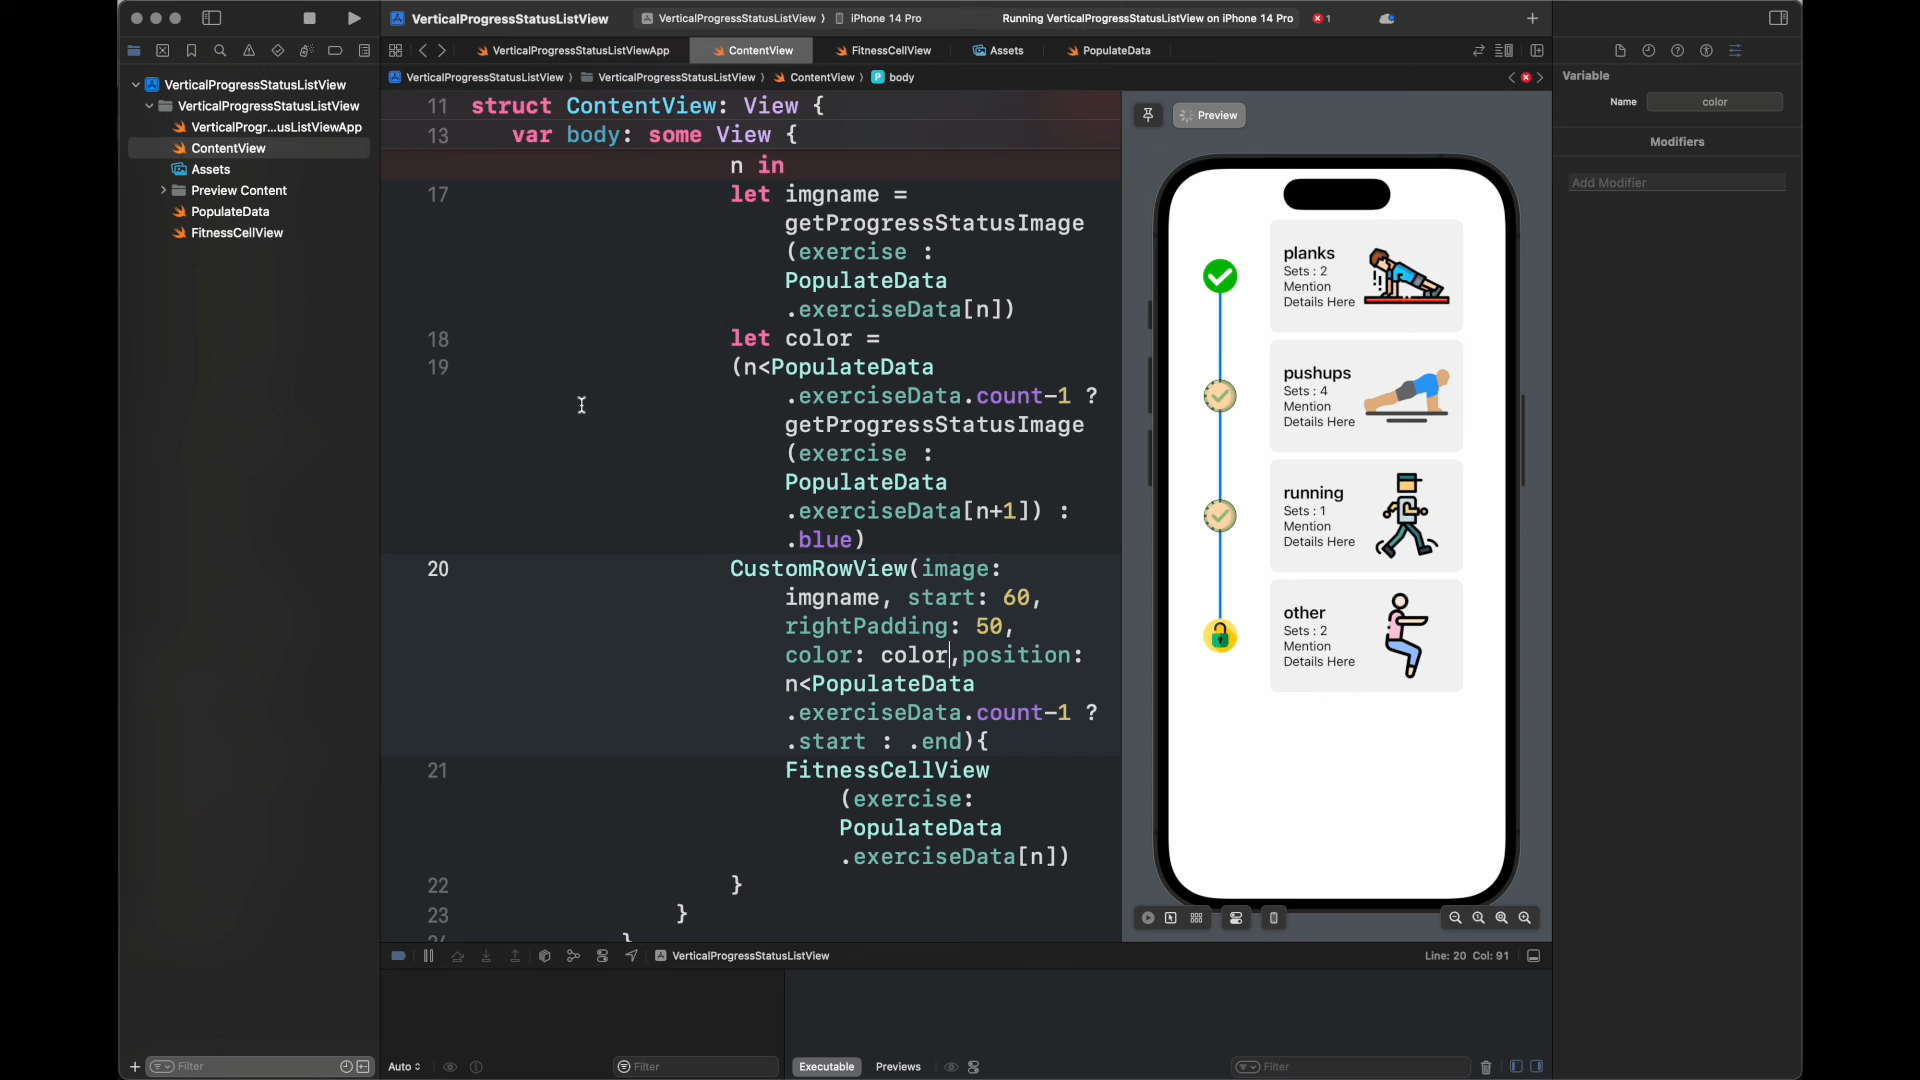 VerticalProgressStatusListView
VerticalProgressStatusListView 〉 iPhone 14 Pro
Running VerticalProgressStatusListView on iPhone 14 Pro
1
VerticalProgressStatusListViewApp
ContentView
FitnessCellView
Assets
PopulateData
VerticalProgressStatusListView 〉 VerticalProgressStatusListView 〉 ContentView 〉 P body
VerticalProgressStatusListView
VerticalProgressStatusListView
VerticalProgr...usListViewApp
ContentView
Assets
Preview Content
PopulateData
FitnessCellView
11 struct ContentView: View {
13 var body: some View {
n in
17 let imgname =
getProgressStatusImage
(exercise :
PopulateData
.exerciseData[n])
18 let color =
19 (n<PopulateData
.exerciseData.count-1 ?
getProgressStatusImage
(exercise :
PopulateData
.exerciseData[n+1]) :
.blue)
20 CustomRowView(image:
imgname, start: 60,
rightPadding: 50,
color: color,position:
n<PopulateData
.exerciseData.count-1 ?
.start : .end){
21 FitnessCellView
(exercise:
PopulateData
.exerciseData[n])
22 }
23 }
24 }
Preview
planks
Sets : 2
Mention
Details Here
pushups
Sets : 4
Mention
Details Here
running
Sets : 1
Mention
Details Here
other
Sets : 2
Mention
Details Here
Variable
Name color
Modifiers
Add Modifier
VerticalProgressStatusListView
Line: 20 Col: 91
Filter
Auto
Filter
Executable
Previews
Filter